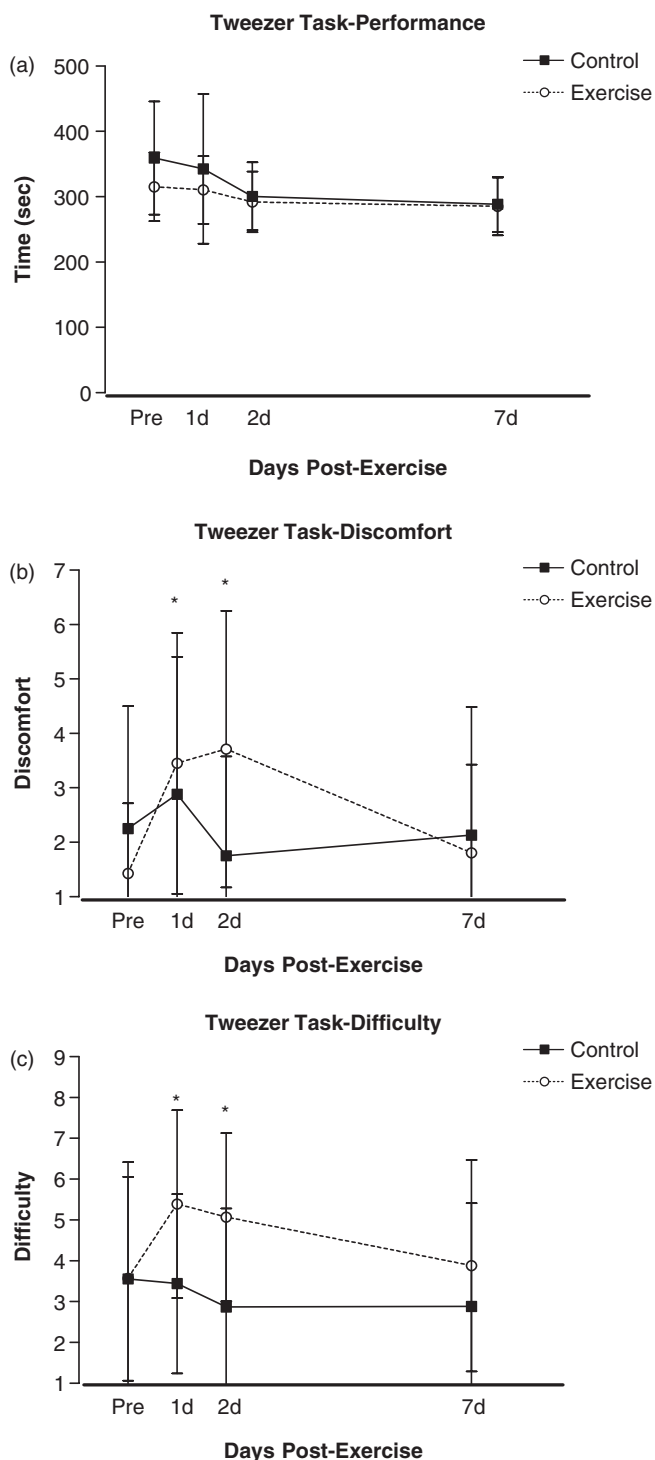 Tweezer Task-Performance
(a)
500
400
300
200
100
0
Time (sec)
Control
Exercise
Pre 1d 2d 7d
Days Post-Exercise
Tweezer Task-Discomfort
(b)
7
6
5
4
3
2
1
Discomfort
* *
Control
Exercise
Pre 1d 2d 7d
Days Post-Exercise
Tweezer Task-Difficulty
(c)
9
8
7
6
5
4
3
2
1
Difficulty
* *
Control
Exercise
Pre 1d 2d 7d
Days Post-Exercise